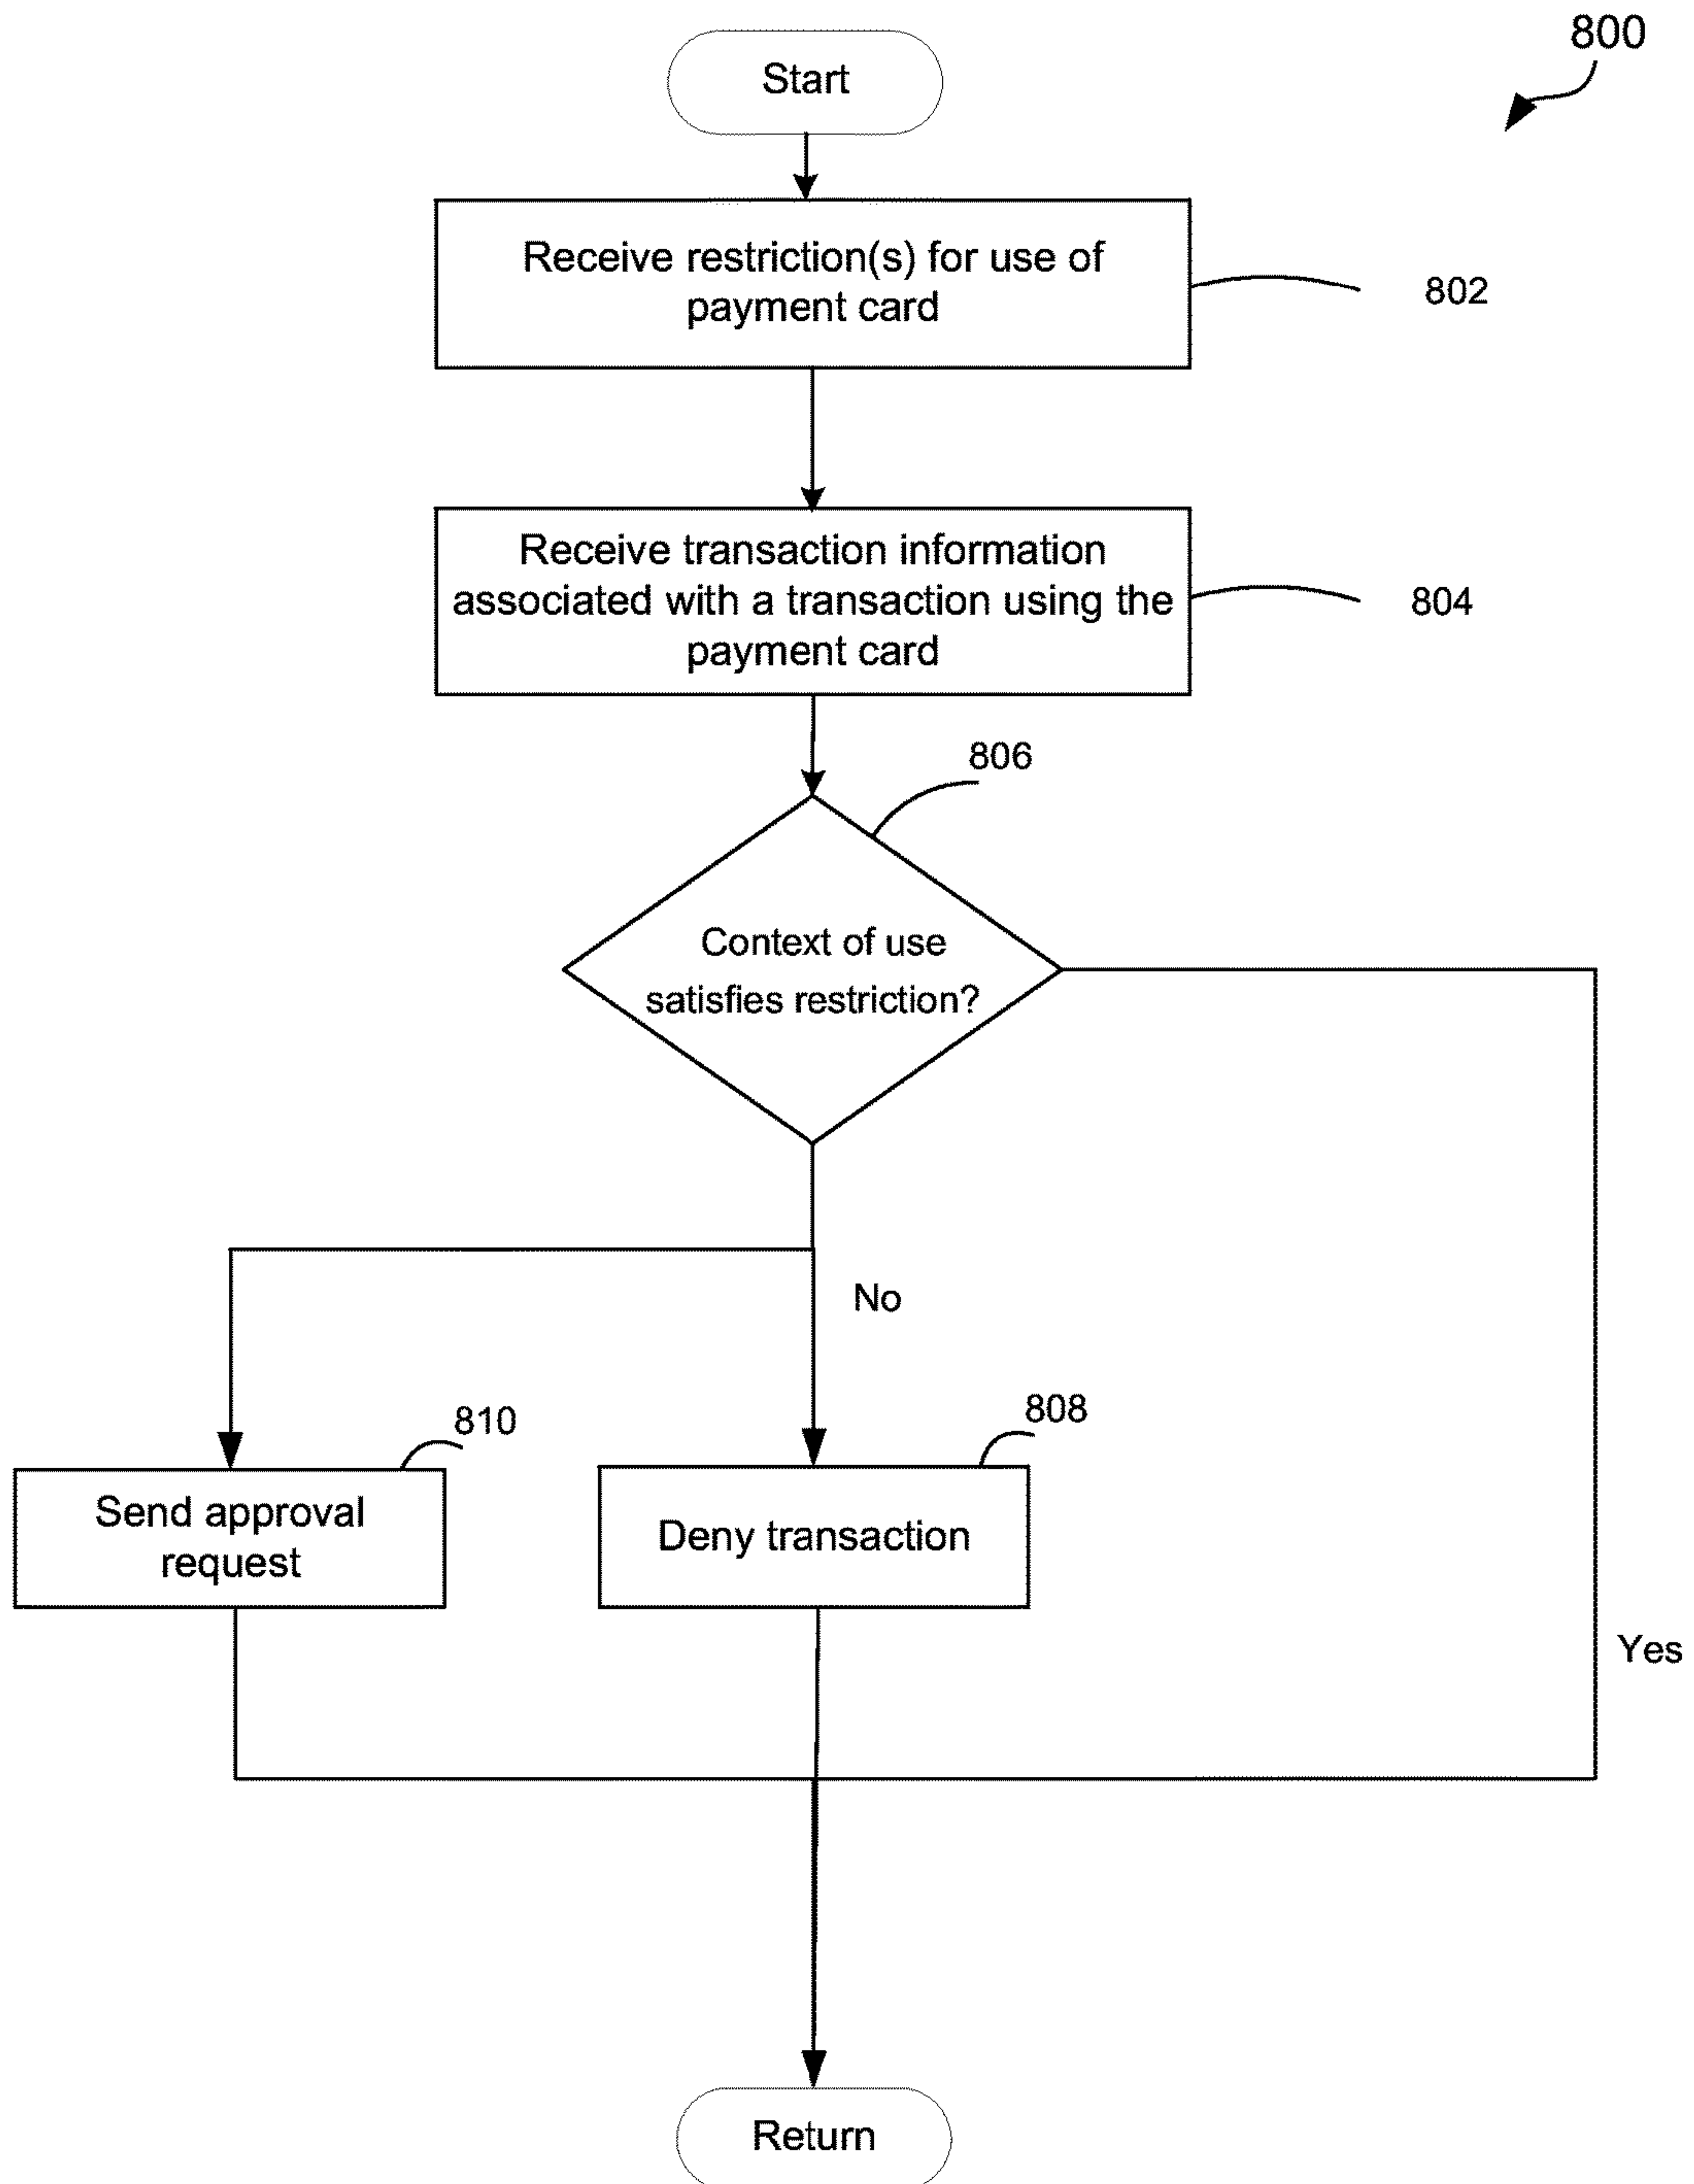 800
Start
Receive restriction(s) for use of
payment card
802
Receive transaction information
associated with a transaction using the
payment card
804
806
Context of use
satisfies restriction?
No
810
808
Send approval
request
Deny transaction
Yes
Return